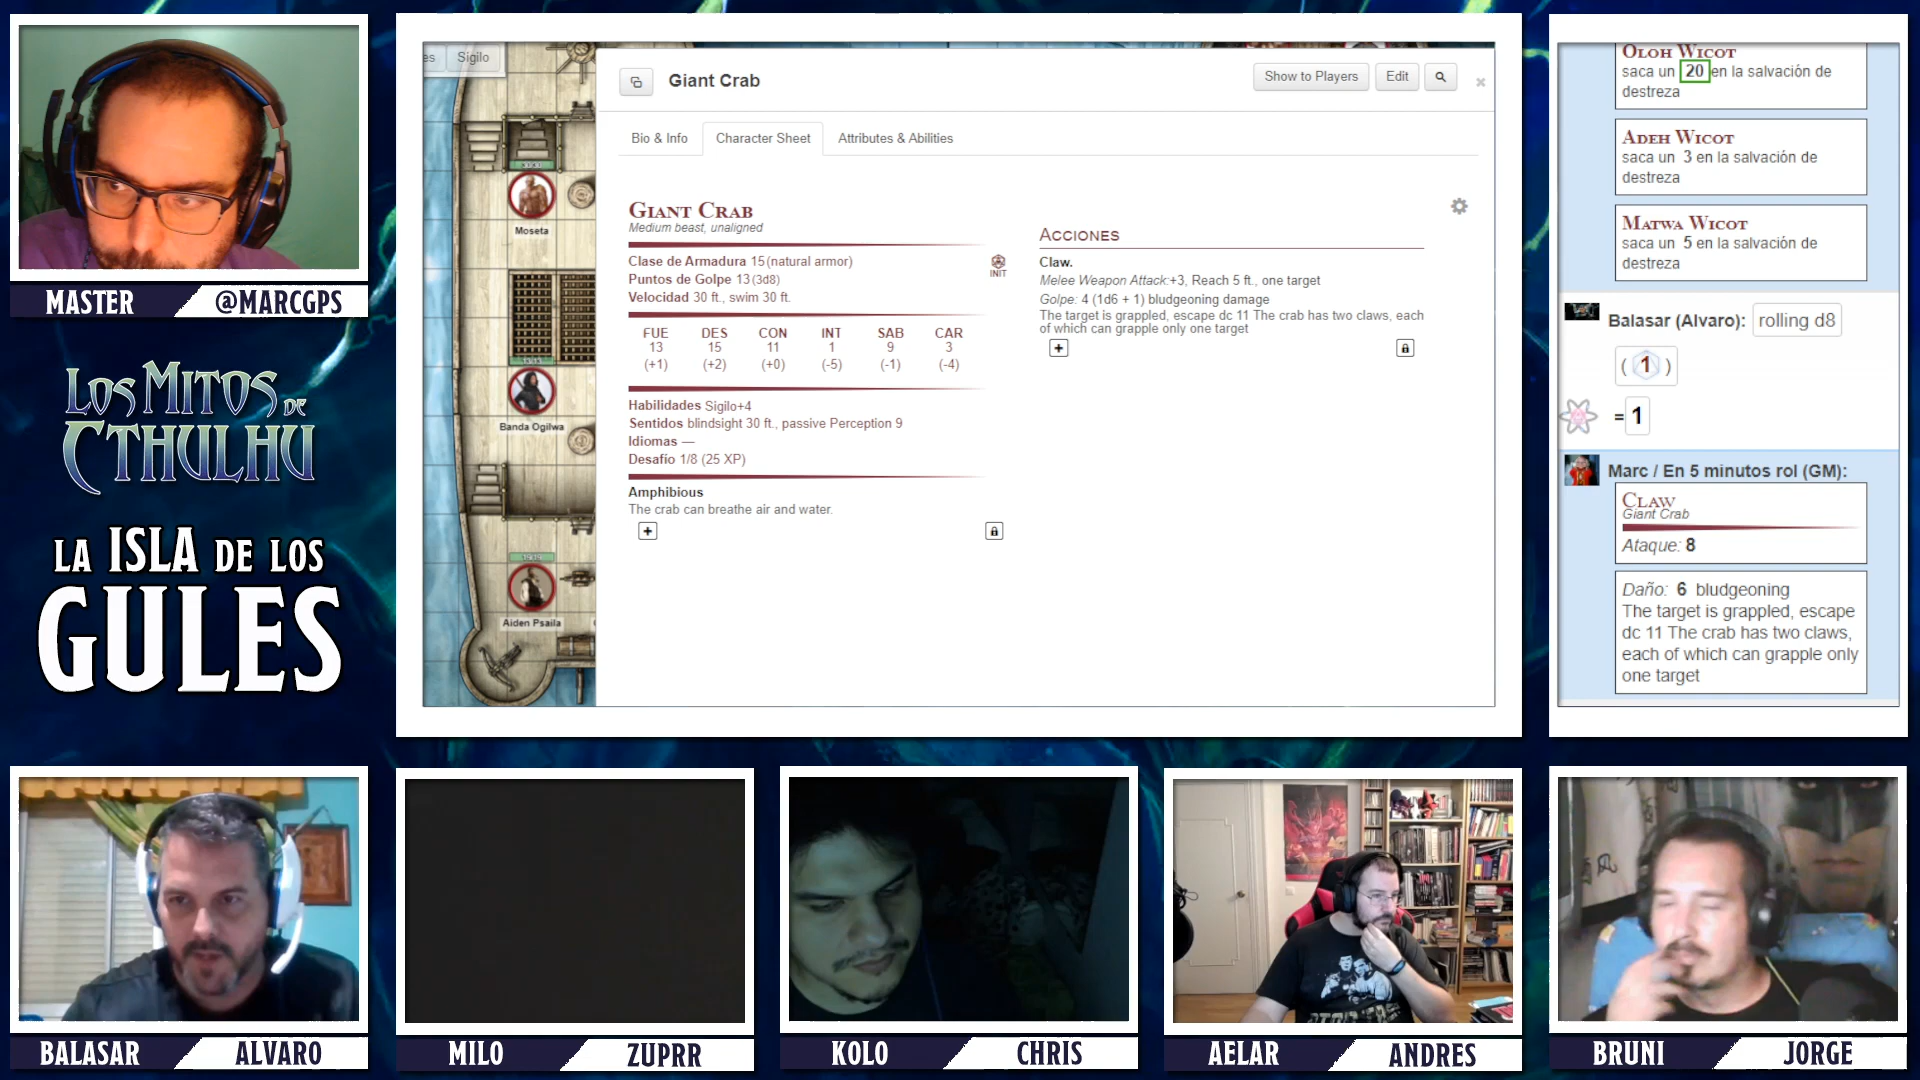 MASTER
@MARCGPS
LOS MITOS DE
CTHULHU
LA ISLA DE LOS
GULES
es
Sigilo
Moseta
Banda Ogilwa
Aiden Psaila
Giant Crab
Show to Players
Edit
Bio & Info
Character Sheet
Attributes & Abilities
GIANT CRAB
Medium beast, unaligned
Clase de Armadura 15 (natural armor)
Puntos de Golpe 13 (3d8)
Velocidad 30 ft., swim 30 ft.
INIT
FUE DES CON INT SAB CAR
13 15 11 1 9 3
(+1) (+2) (+0) (-5) (-1) (-4)
Habilidades Sigilo+4
Sentidos blindsight 30 ft., passive Perception 9
Idiomas —
Desafío 1/8 (25 XP)
Amphibious
The crab can breathe air and water.
ACCIONES
Claw.
Melee Weapon Attack:+3, Reach 5 ft., one target
Golpe: 4 (1d6 + 1) bludgeoning damage
The target is grappled, escape dc 11 The crab has two claws, each
of which can grapple only one target
OLOH WICOT
saca un 20 en la salvación de
destreza
ADEH WICOT
saca un 3 en la salvación de
destreza
MATWA WICOT
saca un 5 en la salvación de
destreza
Balasar (Alvaro): rolling d8
( 1 )
= 1
Marc / En 5 minutos rol (GM):
CLAW
Giant Crab
Ataque: 8
Daño: 6 bludgeoning
The target is grappled, escape
dc 11 The crab has two claws,
each of which can grapple only
one target
BALASAR
ALVARO
MILO
ZUPRR
KOLO
CHRIS
AELAR
ANDRES
BRUNI
JORGE